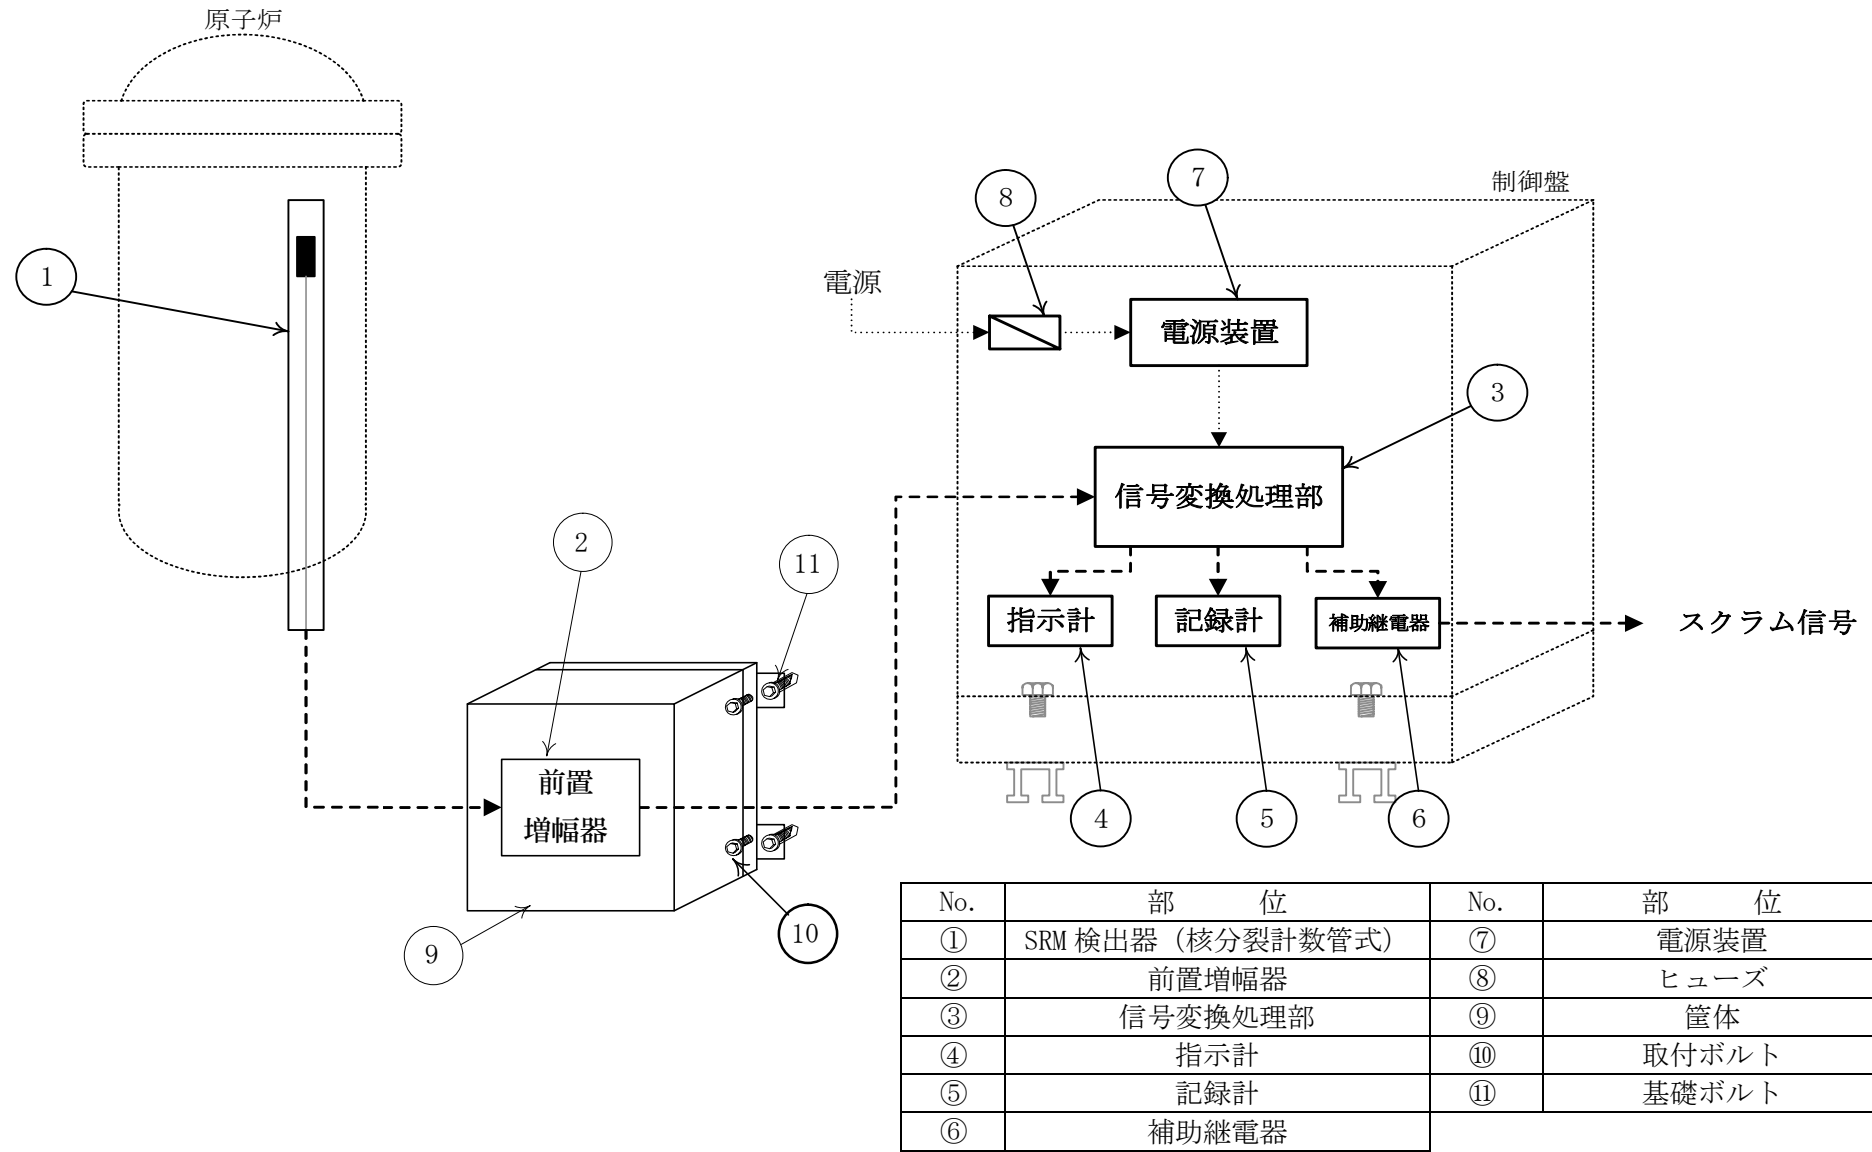 原子炉
制御盤
8
7
1
電源
電源装置
3
信号変換処理部
2
11
指示計
記録計
補助継電器
スクラム信号
前置
増幅器
4
5
6
9
10
No. 部 位 No. 部 位
① SRM 検出器（核分裂計数管式） ⑦ 電源装置
② 前置増幅器 ⑧ ヒューズ
③ 信号変換処理部 ⑨ 筐体
④ 指示計 ⑩ 取付ボルト
⑤ 記録計 ⑪ 基礎ボルト
⑥ 補助継電器